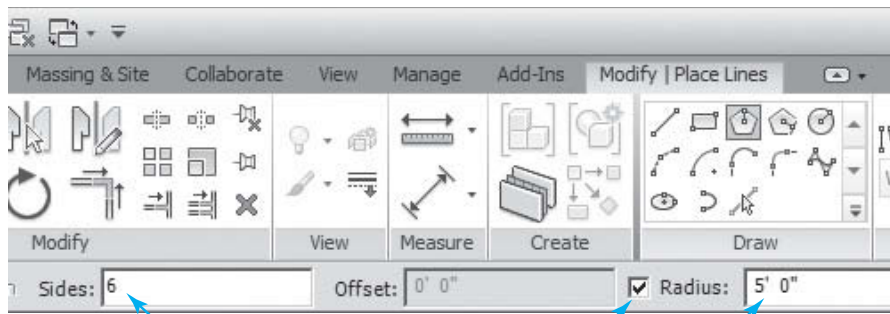 Massing & Site Collaborate View Manage Add-Ins Modify | Place Lines
Modify View Measure Create Draw
Sides: 6 Offset: 0' 0" Radius: 5' 0"